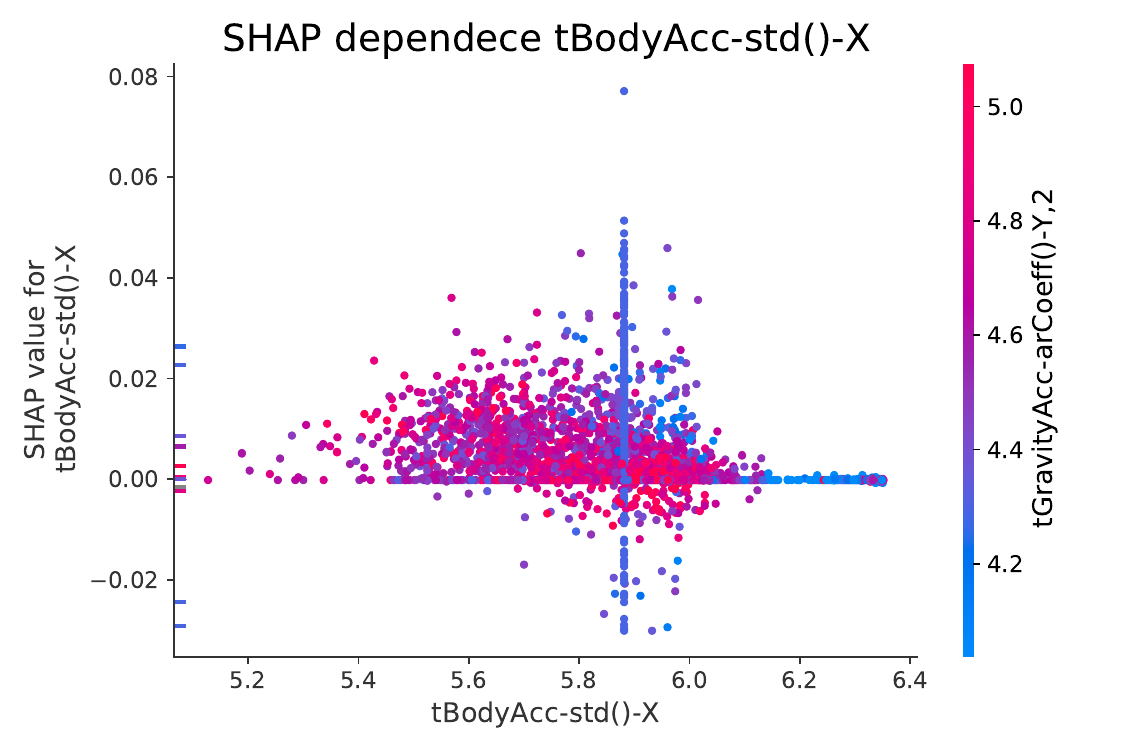 SHAP dependece tBodyAcc-std()-X
0.08
0.06
0.04
0.02
0.00
−0.02
SHAP value for
tBodyAcc-std()-X
5.2 5.4 5.6 5.8 6.0 6.2 6.4
tBodyAcc-std()-X
5.0
4.8
4.6
4.4
4.2
tGravityAcc-arCoeff()-Y,2